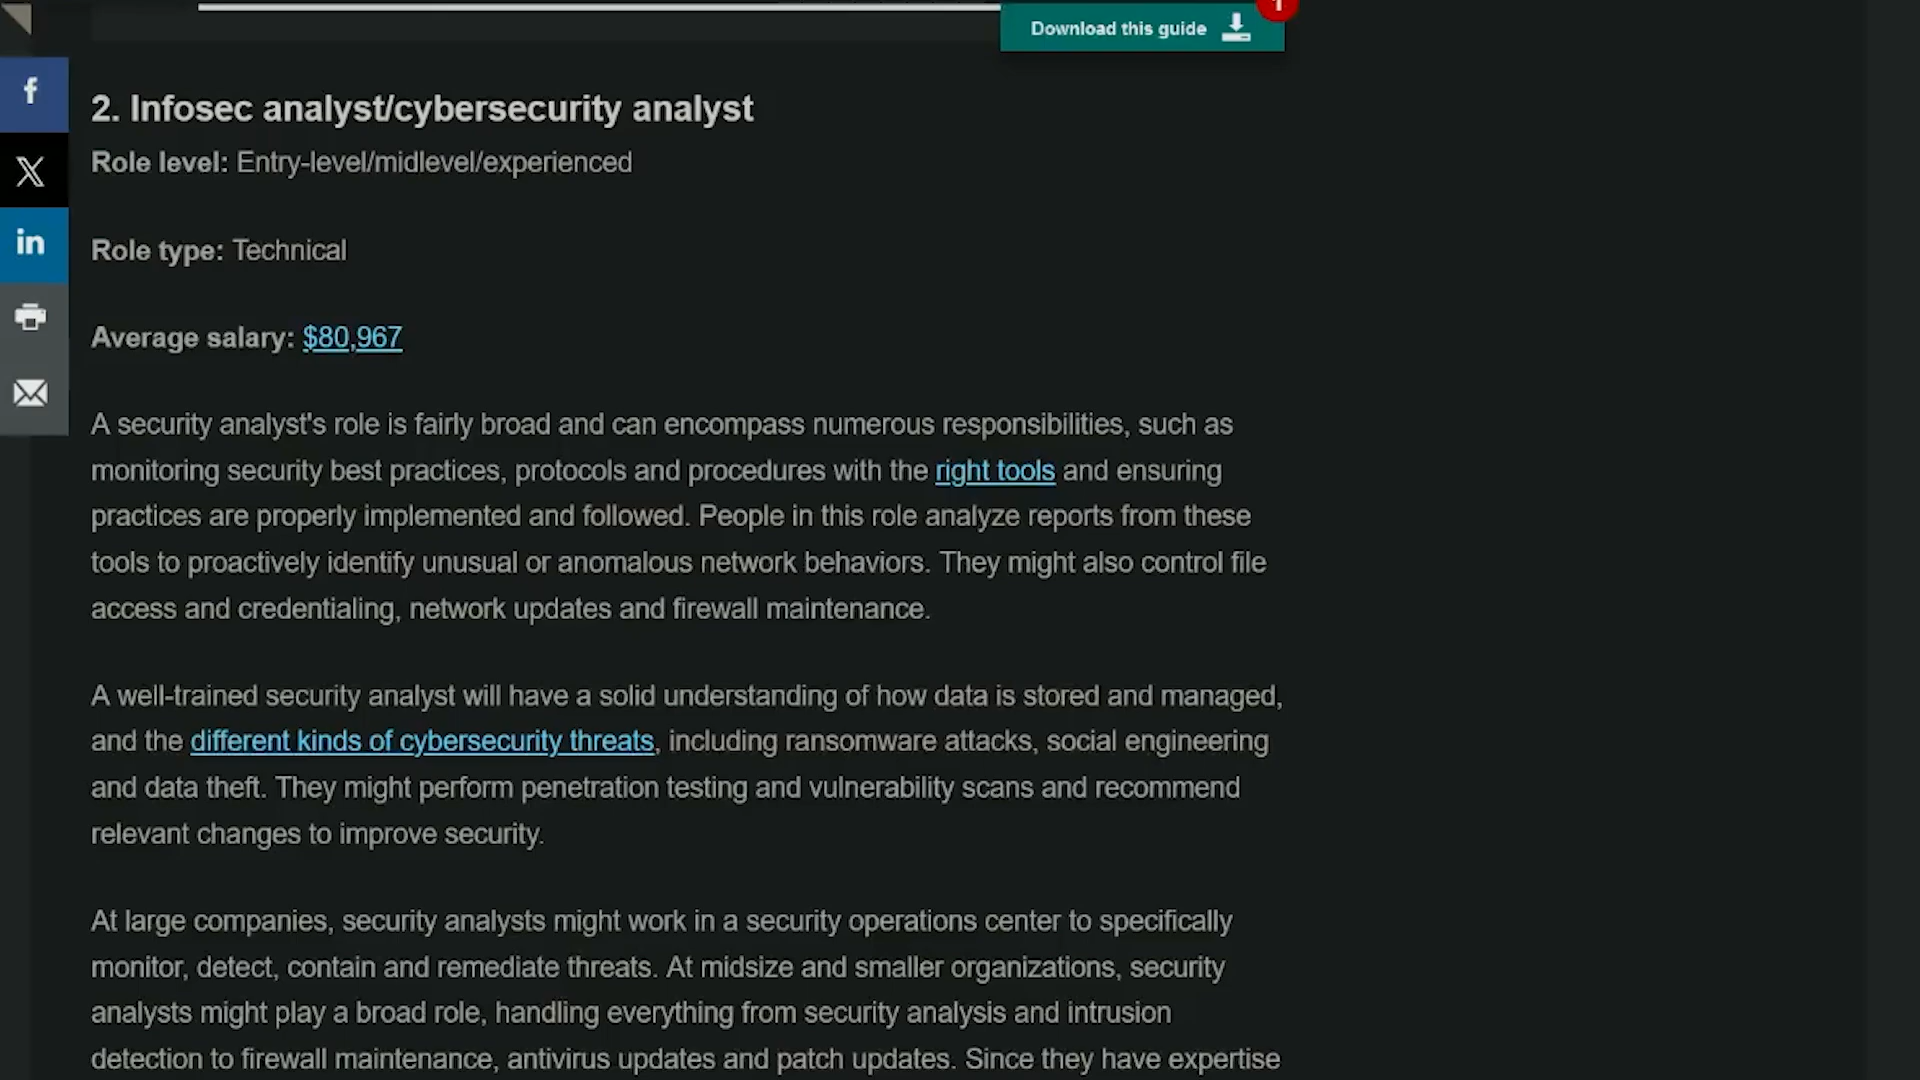 1
Download this guide
f
X
in
2. Infosec analyst/cybersecurity analyst
Role level: Entry-level/midlevel/experienced
Role type: Technical
Average salary: $80,967
A security analyst's role is fairly broad and can encompass numerous responsibilities, such as
monitoring security best practices, protocols and procedures with the right tools and ensuring
practices are properly implemented and followed. People in this role analyze reports from these
tools to proactively identify unusual or anomalous network behaviors. They might also control file
access and credentialing, network updates and firewall maintenance.
A well-trained security analyst will have a solid understanding of how data is stored and managed,
and the different kinds of cybersecurity threats, including ransomware attacks, social engineering
and data theft. They might perform penetration testing and vulnerability scans and recommend
relevant changes to improve security.
At large companies, security analysts might work in a security operations center to specifically
monitor, detect, contain and remediate threats. At midsize and smaller organizations, security
analysts might play a broad role, handling everything from security analysis and intrusion
detection to firewall maintenance, antivirus updates and patch updates. Since they have expertise